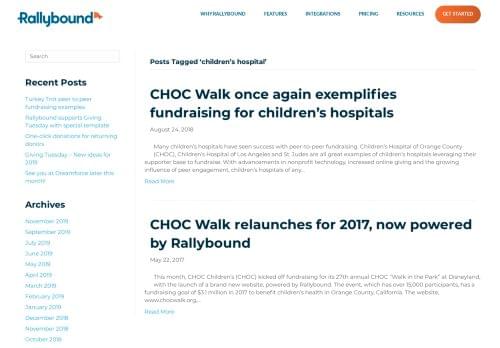 Rallybound
WHY RALLYBOUND FEATURES INTEGRATIONS PRICING RESOURCES GET STARTED
Search
Recent Posts
Turkey Trot peer to peer
fundraising examples
Rallybound supports Giving
Tuesday with special template
One-click donations for returning
donors
Giving Tuesday – New ideas for
2019
See you at Dreamforce later this
month!
Archives
November 2019
September 2019
July 2019
June 2019
May 2019
April 2019
March 2019
February 2019
January 2019
December 2018
November 2018
October 2018
Posts Tagged ‘children’s hospital’
CHOC Walk once again exemplifies
fundraising for children’s hospitals
August 24, 2018
Many children’s hospitals have seen success with peer-to-peer fundraising. Children’s Hospital of Orange County
(CHOC), Children’s Hospital of Los Angeles and St. Judes are all great examples of children’s hospitals leveraging their
supporter base to fundraise. With advancements in nonprofit technology, increased online giving and the growing
influence of peer engagement, children’s hospitals of any...
Read More
CHOC Walk relaunches for 2017, now powered
by Rallybound
May 22, 2017
This month, CHOC Children’s (CHOC) kicked off fundraising for its 27th annual CHOC “Walk in the Park” at Disneyland,
with the launch of a brand new website, powered by Rallybound. The event, which has over 15,000 participants, has a
fundraising goal of $3.1 million in 2017 to benefit children’s health in Orange County, California. The website,
www.chocwalk.org,...
Read More